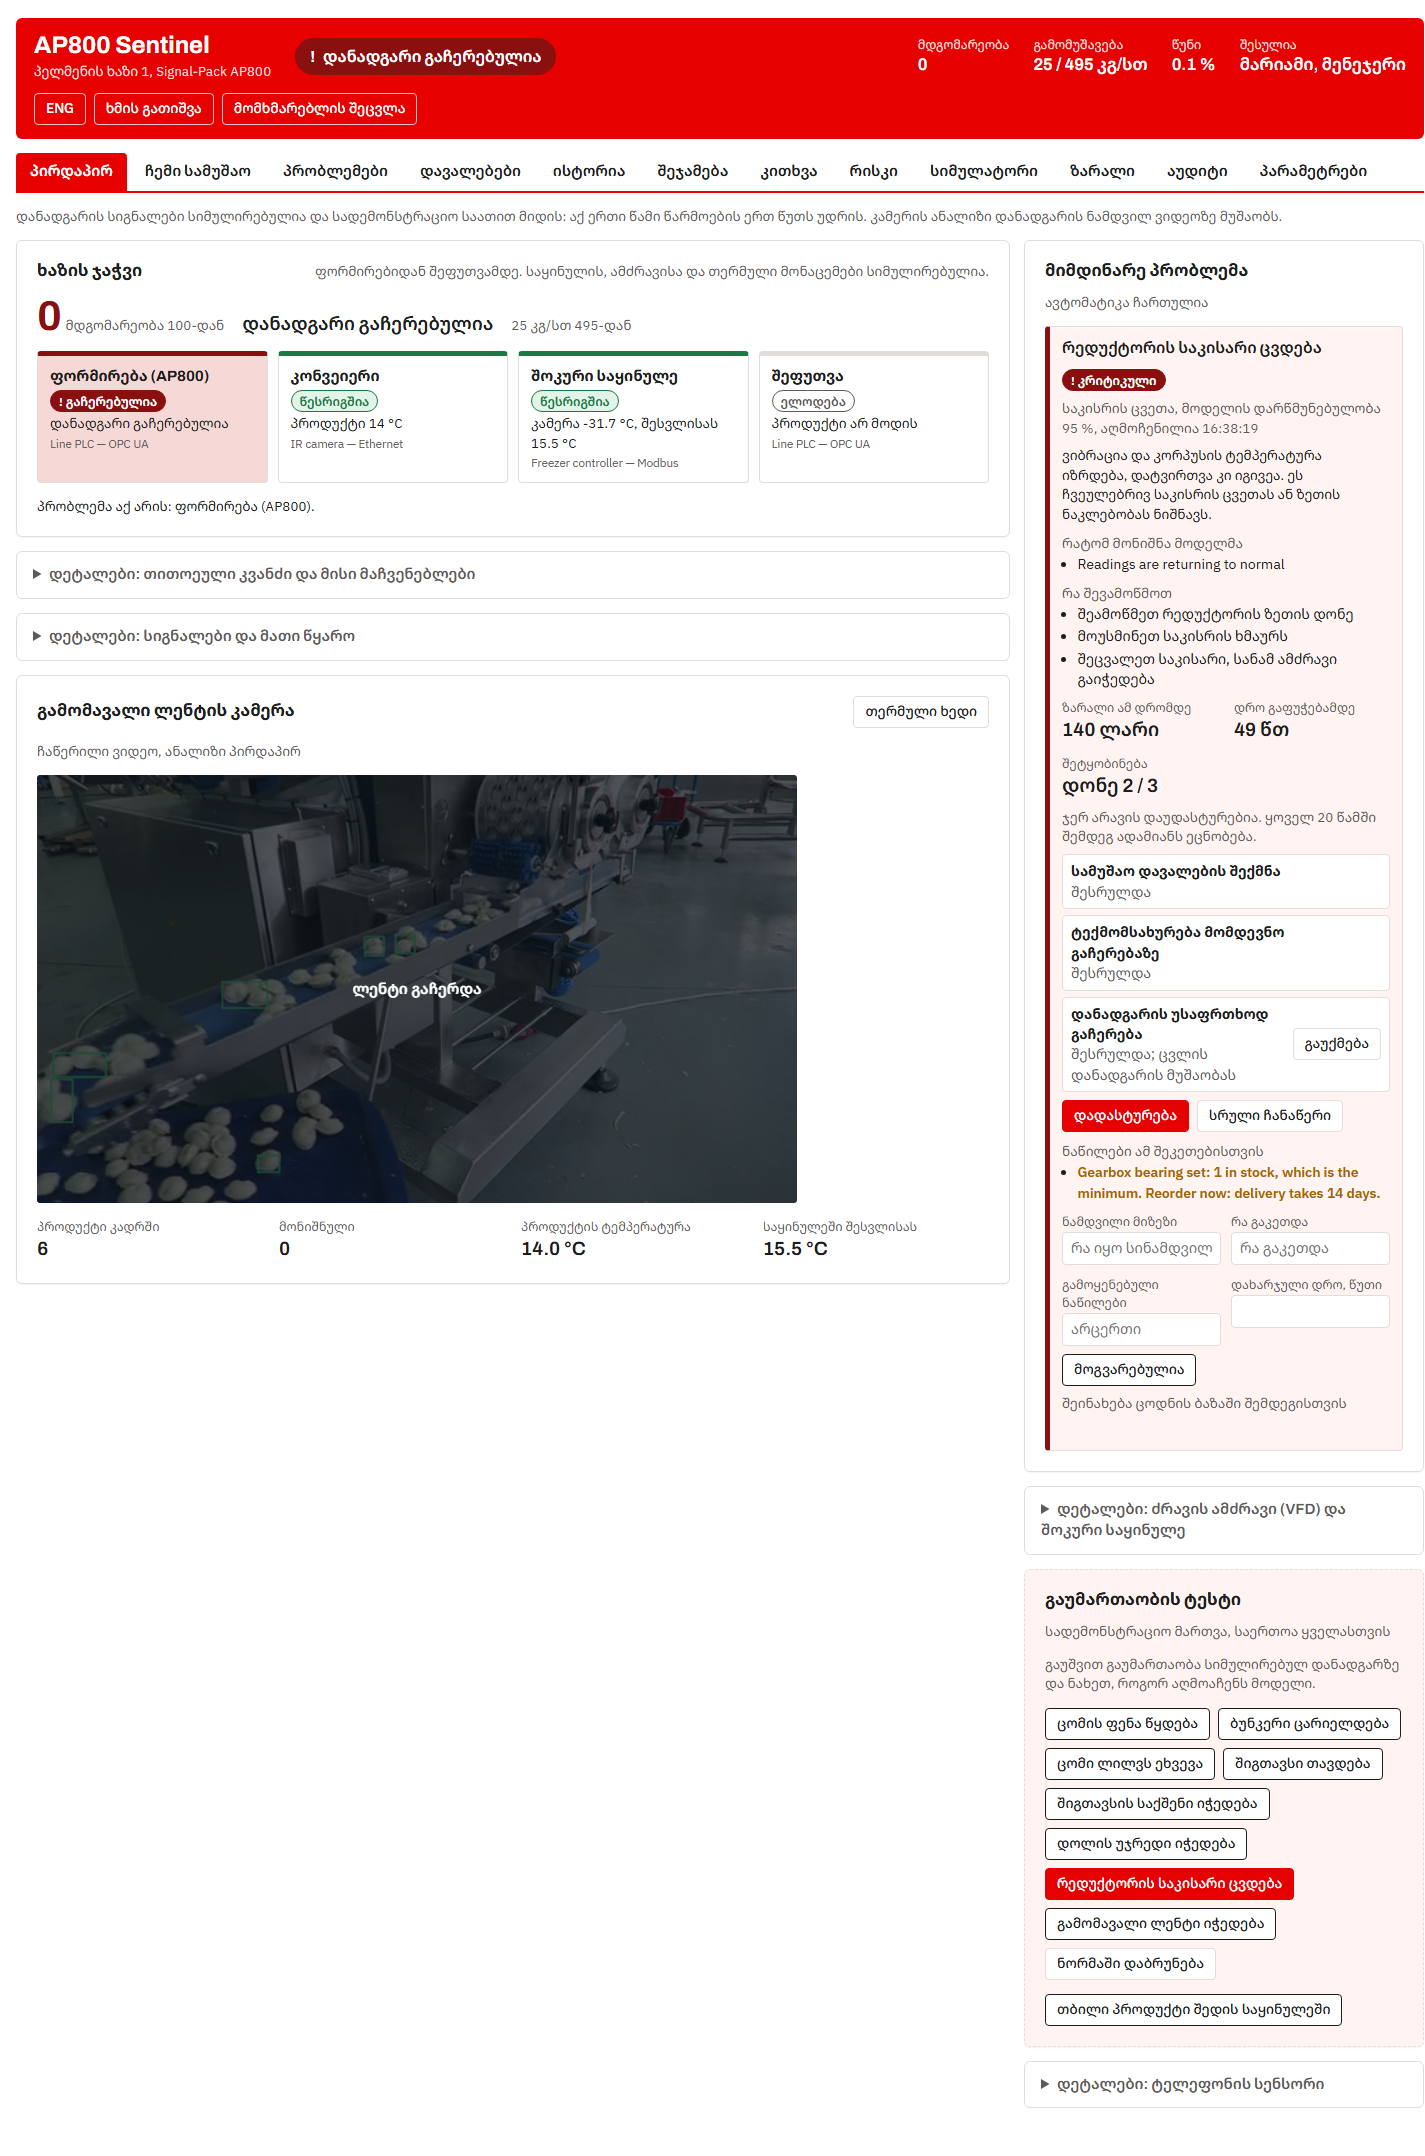 AP800 Sentinel
პელმენის ხაზი 1, Signal-Pack AP800
! დანადგარი გაჩერებულია
მდგომარეობა
0
გამომუშავება
25 / 495 კგ/სთ
წუნი
0.1 %
შესულია
მარიამი, მენეჯერი
ENG
ხმის გათიშვა
მომხმარებლის შეცვლა
პირდაპირ
ჩემი სამუშაო
პრობლემები
დავალებები
ისტორია
შეჯამება
კითხვა
რისკი
სიმულატორი
ზარალი
აუდიტი
პარამეტრები
დანადგარის სიგნალები სიმულირებულია და სადემონსტრაციო საათით მიდის: აქ ერთი წამი წარმოების ერთ წუთს უდრის. კამერის ანალიზი დანადგარის ნამდვილ ვიდეოზე მუშაობს.
ხაზის ჯაჭვი
ფორმირებიდან შეფუთვამდე. საყინულის, ამძრავისა და თერმული მონაცემები სიმულირებულია.
0 მდგომარეობა 100-დან
დანადგარი გაჩერებულია
25 კგ/სთ 495-დან
ფორმირება (AP800)
! გაჩერებულია
დანადგარი გაჩერებულია
Line PLC — OPC UA
კონვეიერი
წესრიგშია
პროდუქტი 14 °C
IR camera — Ethernet
შოკური საყინულე
წესრიგშია
კამერა -31.7 °C, შესვლისას
15.5 °C
Freezer controller — Modbus
შეფუთვა
ელოდება
პროდუქტი არ მოდის
Line PLC — OPC UA
პრობლემა აქ არის: ფორმირება (AP800).
დეტალები: თითოეული კვანძი და მისი მაჩვენებლები
დეტალები: სიგნალები და მათი წყარო
გამომავალი ლენტის კამერა
თერმული ხედი
ჩაწერილი ვიდეო, ანალიზი პირდაპირ
ლენტი გაჩერდა
პროდუქტი კადრში
6
მონიშნული
0
პროდუქტის ტემპერატურა
14.0 °C
საყინულეში შესვლისას
15.5 °C
მიმდინარე პრობლემა
ავტომატიკა ჩართულია
რედუქტორის საკისარი ცვდება
! კრიტიკული
საკისრის ცვეთა, მოდელის დარწმუნებულობა
95 %, აღმოჩენილია 16:38:19
ვიბრაცია და კორპუსის ტემპერატურა
იზრდება, დატვირთვა კი იგივეა. ეს
ჩვეულებრივ საკისრის ცვეთას ან ზეთის
ნაკლებობას ნიშნავს.
რატომ მონიშნა მოდელმა
Readings are returning to normal
რა შევამოწმოთ
შეამოწმეთ რედუქტორის ზეთის დონე
მოუსმინეთ საკისრის ხმაურს
შეცვალეთ საკისარი, სანამ ამძრავი
გაიჭედება
ზარალი ამ დრომდე
140 ლარი
დრო გაფუჭებამდე
49 წთ
შეტყობინება
დონე 2 / 3
ჯერ არავის დაუდასტურებია. ყოველ 20 წამში
შემდეგ ადამიანს ეცნობება.
სამუშაო დავალების შექმნა
შესრულდა
ტექმომსახურება მომდევნო
გაჩერებაზე
შესრულდა
დანადგარის უსაფრთხოდ
გაჩერება
შესრულდა; ცვლის
დანადგარის მუშაობას
გაუქმება
დადასტურება
სრული ჩანაწერი
ნაწილები ამ შეკეთებისთვის
Gearbox bearing set: 1 in stock, which is the
minimum. Reorder now: delivery takes 14 days.
ნამდვილი მიზეზი
რა იყო სინამდვილ
რა გაკეთდა
რა გაკეთდა
გამოყენებული
ნაწილები
არცერთი
დახარჯული დრო, წუთი
მოგვარებულია
შეინახება ცოდნის ბაზაში შემდეგისთვის
დეტალები: ძრავის ამძრავი (VFD) და
შოკური საყინულე
გაუმართაობის ტესტი
სადემონსტრაციო მართვა, საერთოა ყველასთვის
გაუშვით გაუმართაობა სიმულირებულ დანადგარზე
და ნახეთ, როგორ აღმოაჩენს მოდელი.
ცომის ფენა წყდება
ბუნკერი ცარიელდება
ცომი ლილვს ეხვევა
შიგთავსი თავდება
შიგთავსის საქშენი იჭედება
დოლის უჯრედი იჭედება
რედუქტორის საკისარი ცვდება
გამომავალი ლენტი იჭედება
ნორმაში დაბრუნება
თბილი პროდუქტი შედის საყინულეში
დეტალები: ტელეფონის სენსორი